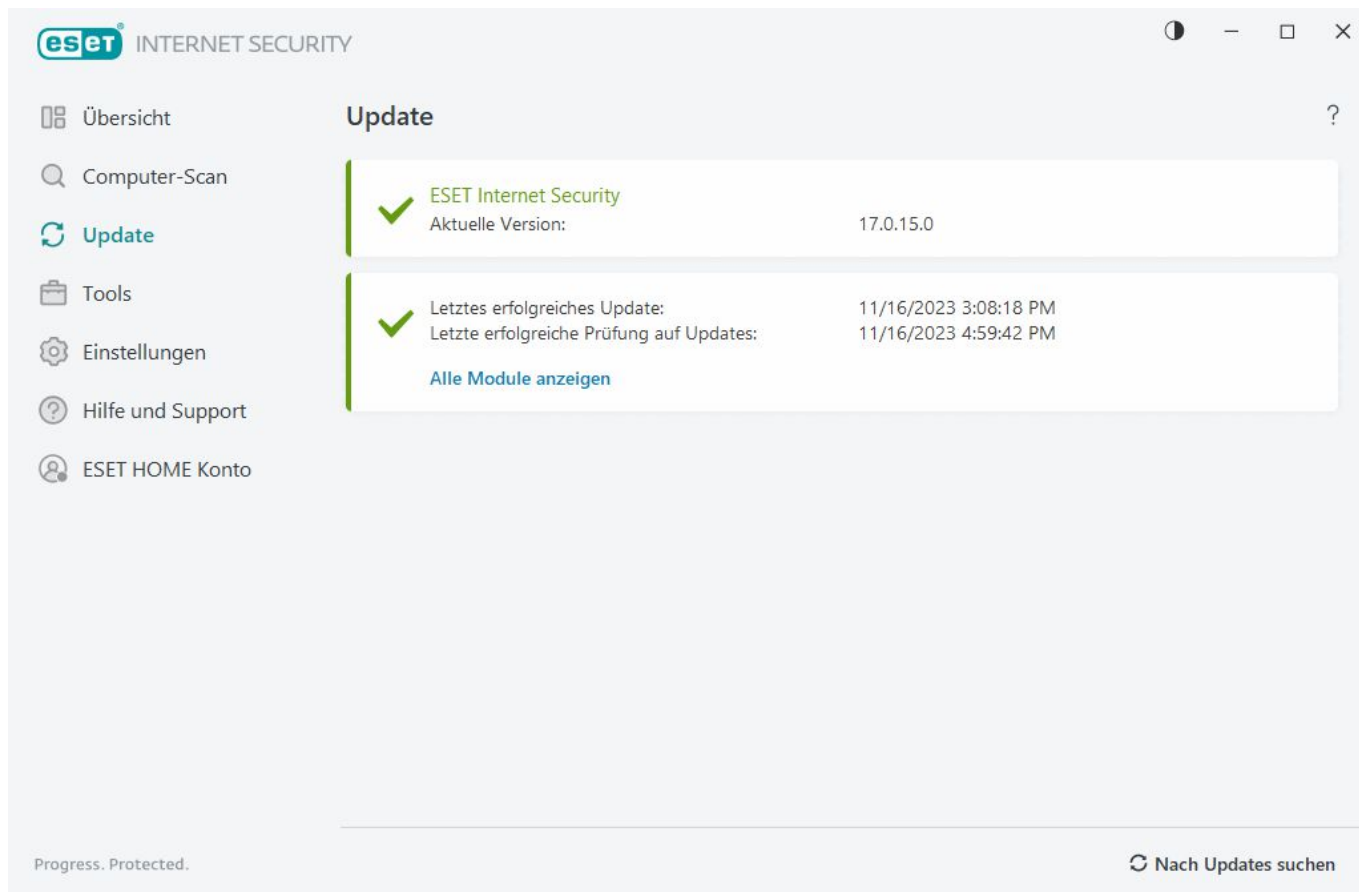 eset® INTERNET SECURITY
Übersicht
Computer-Scan
Update
Tools
Einstellungen
Hilfe und Support
ESET HOME Konto
Update
?
ESET Internet Security
Aktuelle Version: 17.0.15.0
Letztes erfolgreiches Update: 11/16/2023 3:08:18 PM
Letzte erfolgreiche Prüfung auf Updates: 11/16/2023 4:59:42 PM
Alle Module anzeigen
Progress. Protected.
Nach Updates suchen